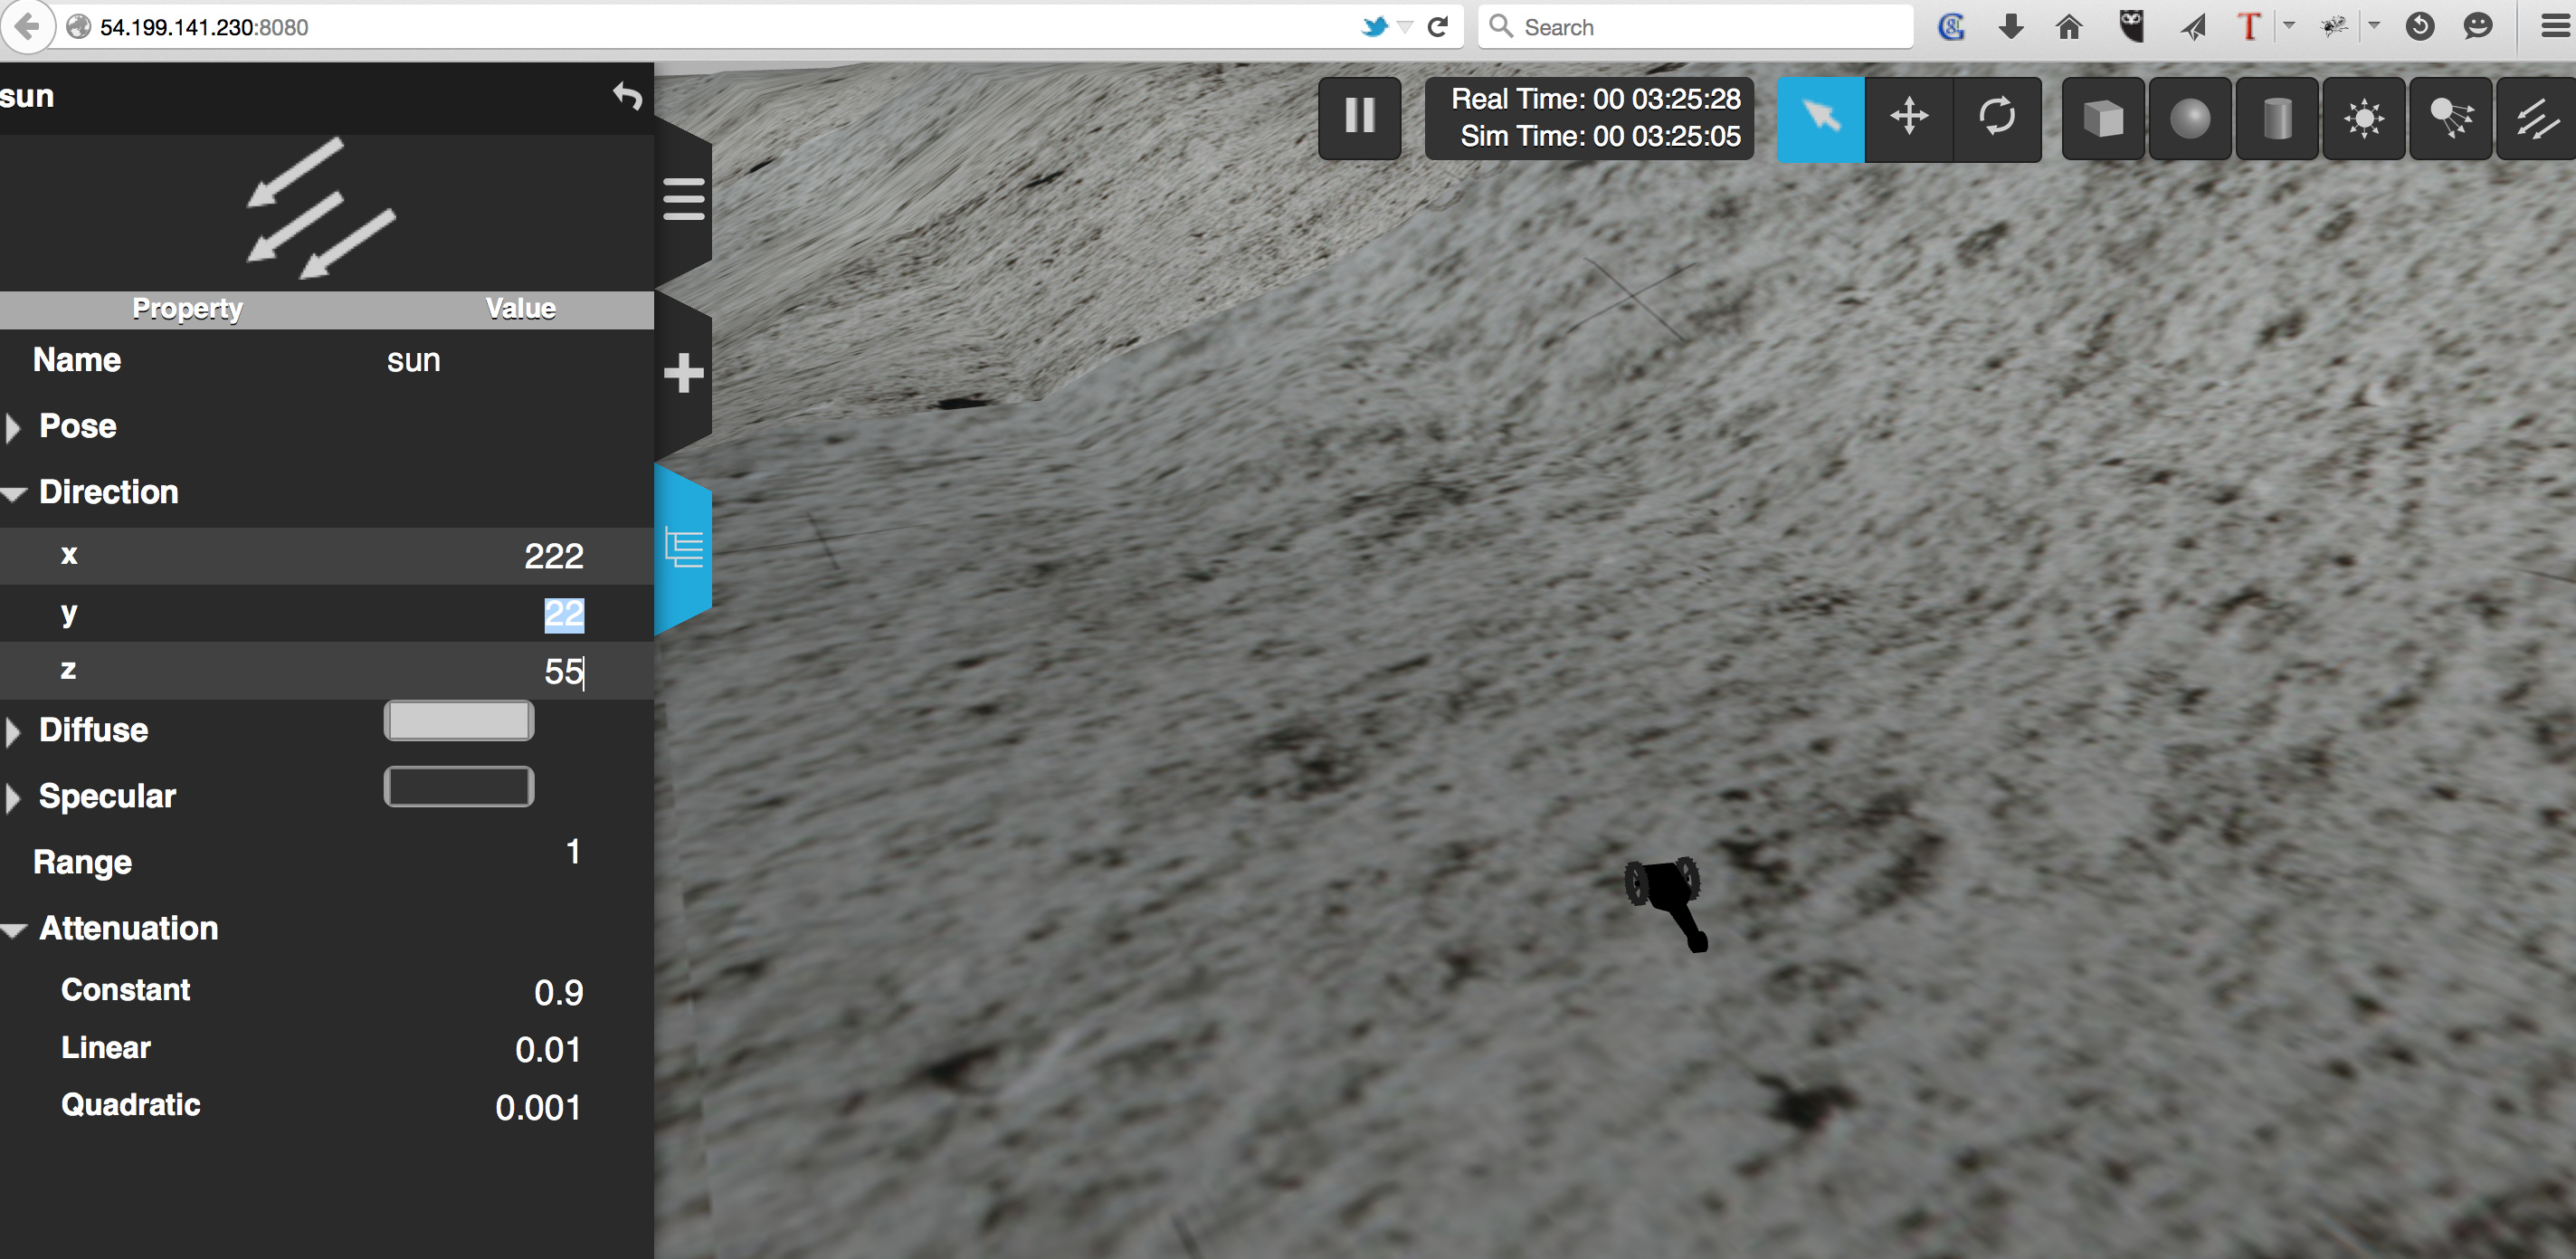 54.199.141.230:8080
Search
sun
Real Time: 00 03:25:28
Sim Time: 00 03:25:05
Property Value
Name sun
Pose
Direction
x 222
y 22
z 55
Diffuse
Specular
Range 1
Attenuation
Constant 0.9
Linear 0.01
Quadratic 0.001